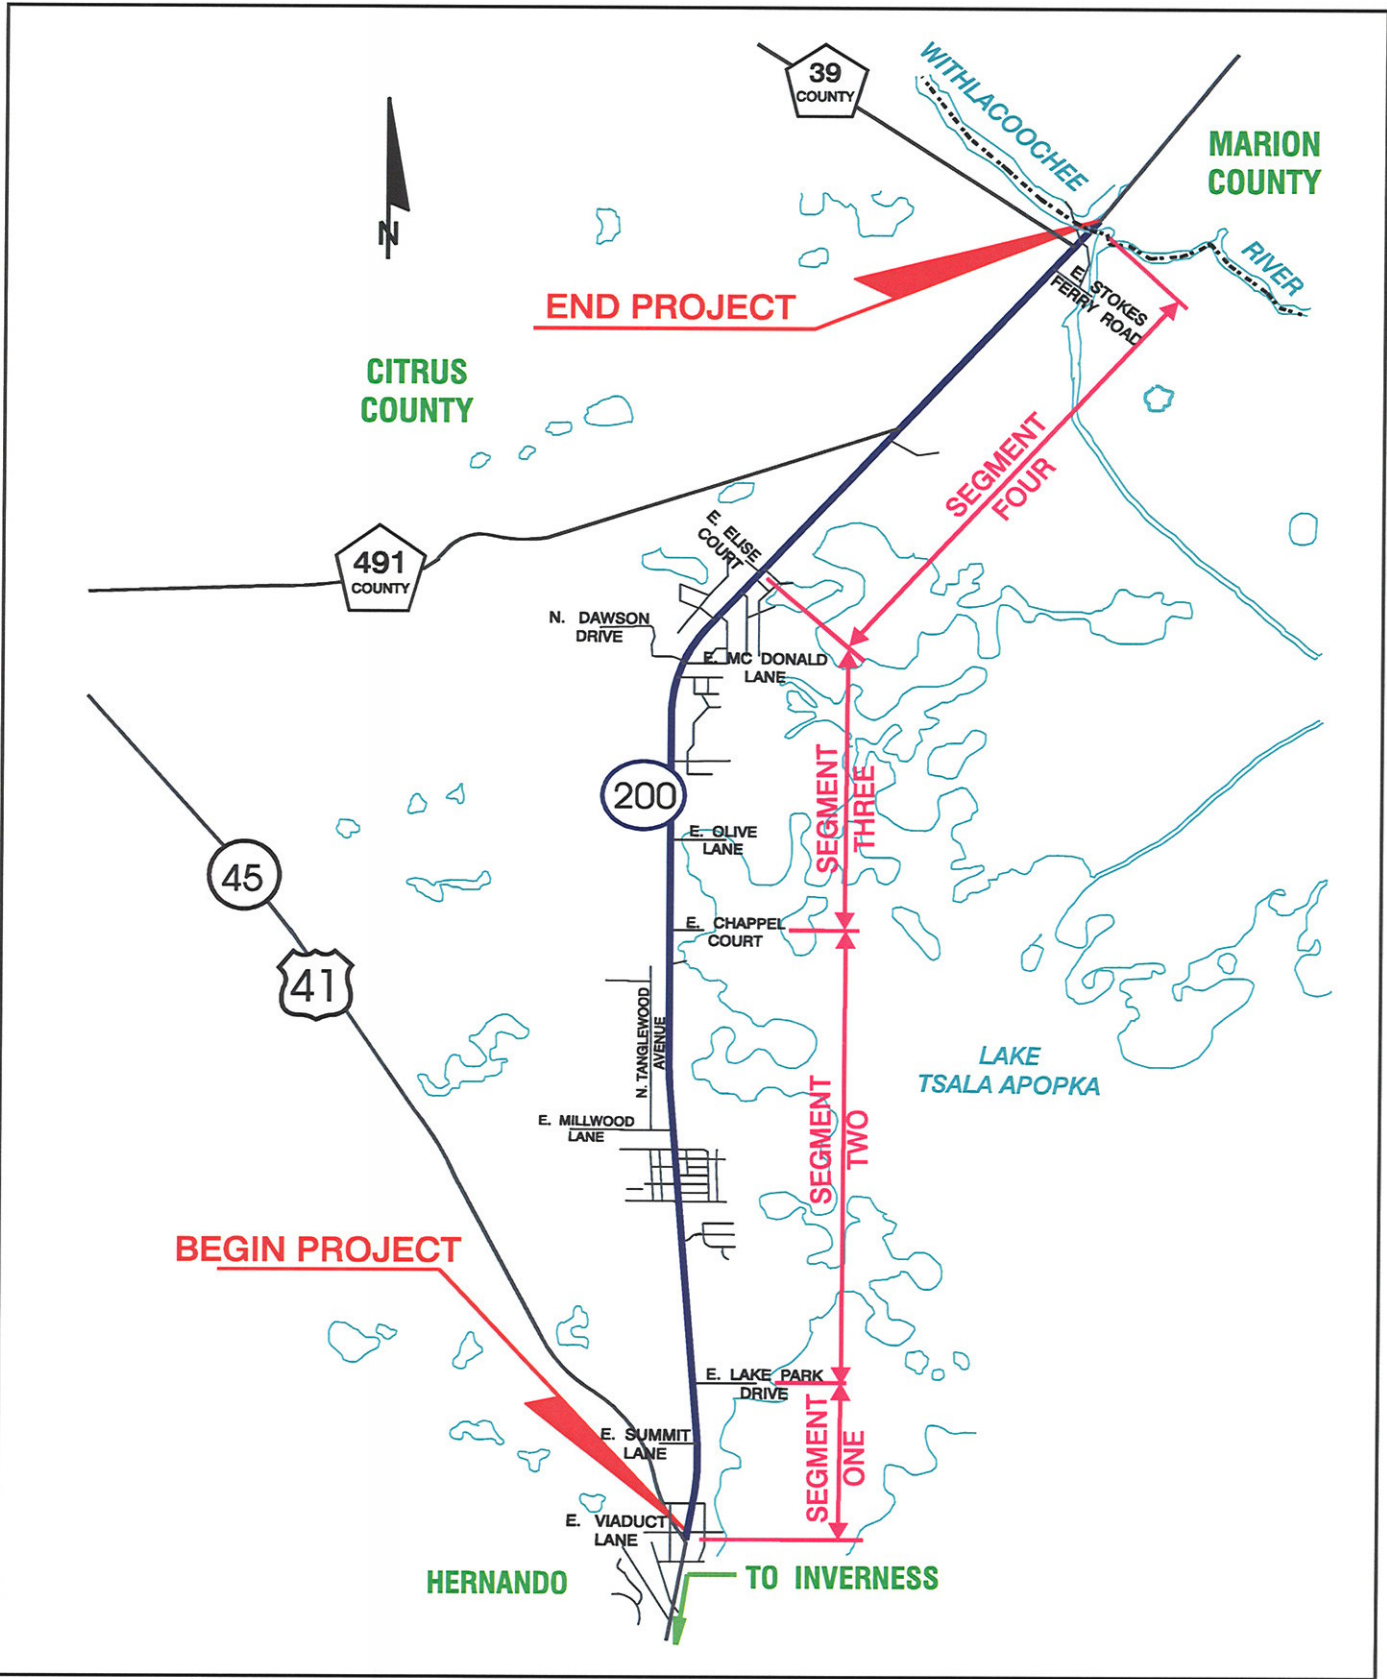 39
COUNTY
WITHLACOOCHEE
MARION
COUNTY
N
RIVER
E. STOKES
FERRY ROAD
END PROJECT
CITRUS
COUNTY
SEGMENT
FOUR
E. ELISE
COURT
491
COUNTY
N. DAWSON
DRIVE
E. MC DONALD
LANE
200
SEGMENT
THREE
E. OLIVE
LANE
45
E. CHAPPEL
COURT
41
N. TANGLEWOOD
AVENUE
LAKE
TSALA APOPKA
E. MILLWOOD
LANE
SEGMENT
TWO
BEGIN PROJECT
E. LAKE PARK
DRIVE
E. SUMMIT
LANE
SEGMENT
ONE
E. VIADUCT
LANE
HERNANDO
TO INVERNESS